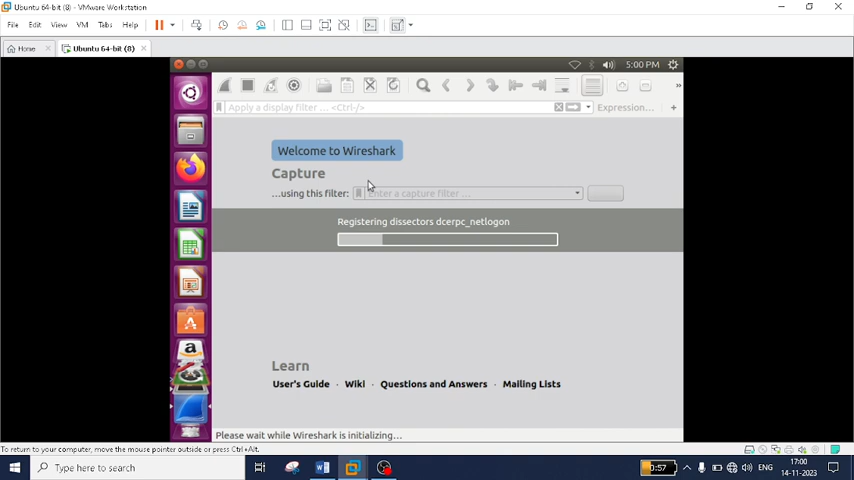 Ubuntu 64-bit (8) - VMware Workstation
File Edit View VM Tabs Help
Home
Ubuntu 64-bit (8)
5:00 PM
Apply a display filter ... <Ctrl-/>
Expression...
Welcome to Wireshark
Capture
...using this filter:
Enter a capture filter ...
Registering dissectors dcerpc_netlogon
Learn
User's Guide · Wiki · Questions and Answers · Mailing Lists
Please wait while Wireshark is initializing...
To return to your computer, move the mouse pointer outside or press Ctrl+Alt.
Type here to search
0:57
ENG
17:00
14-11-2023